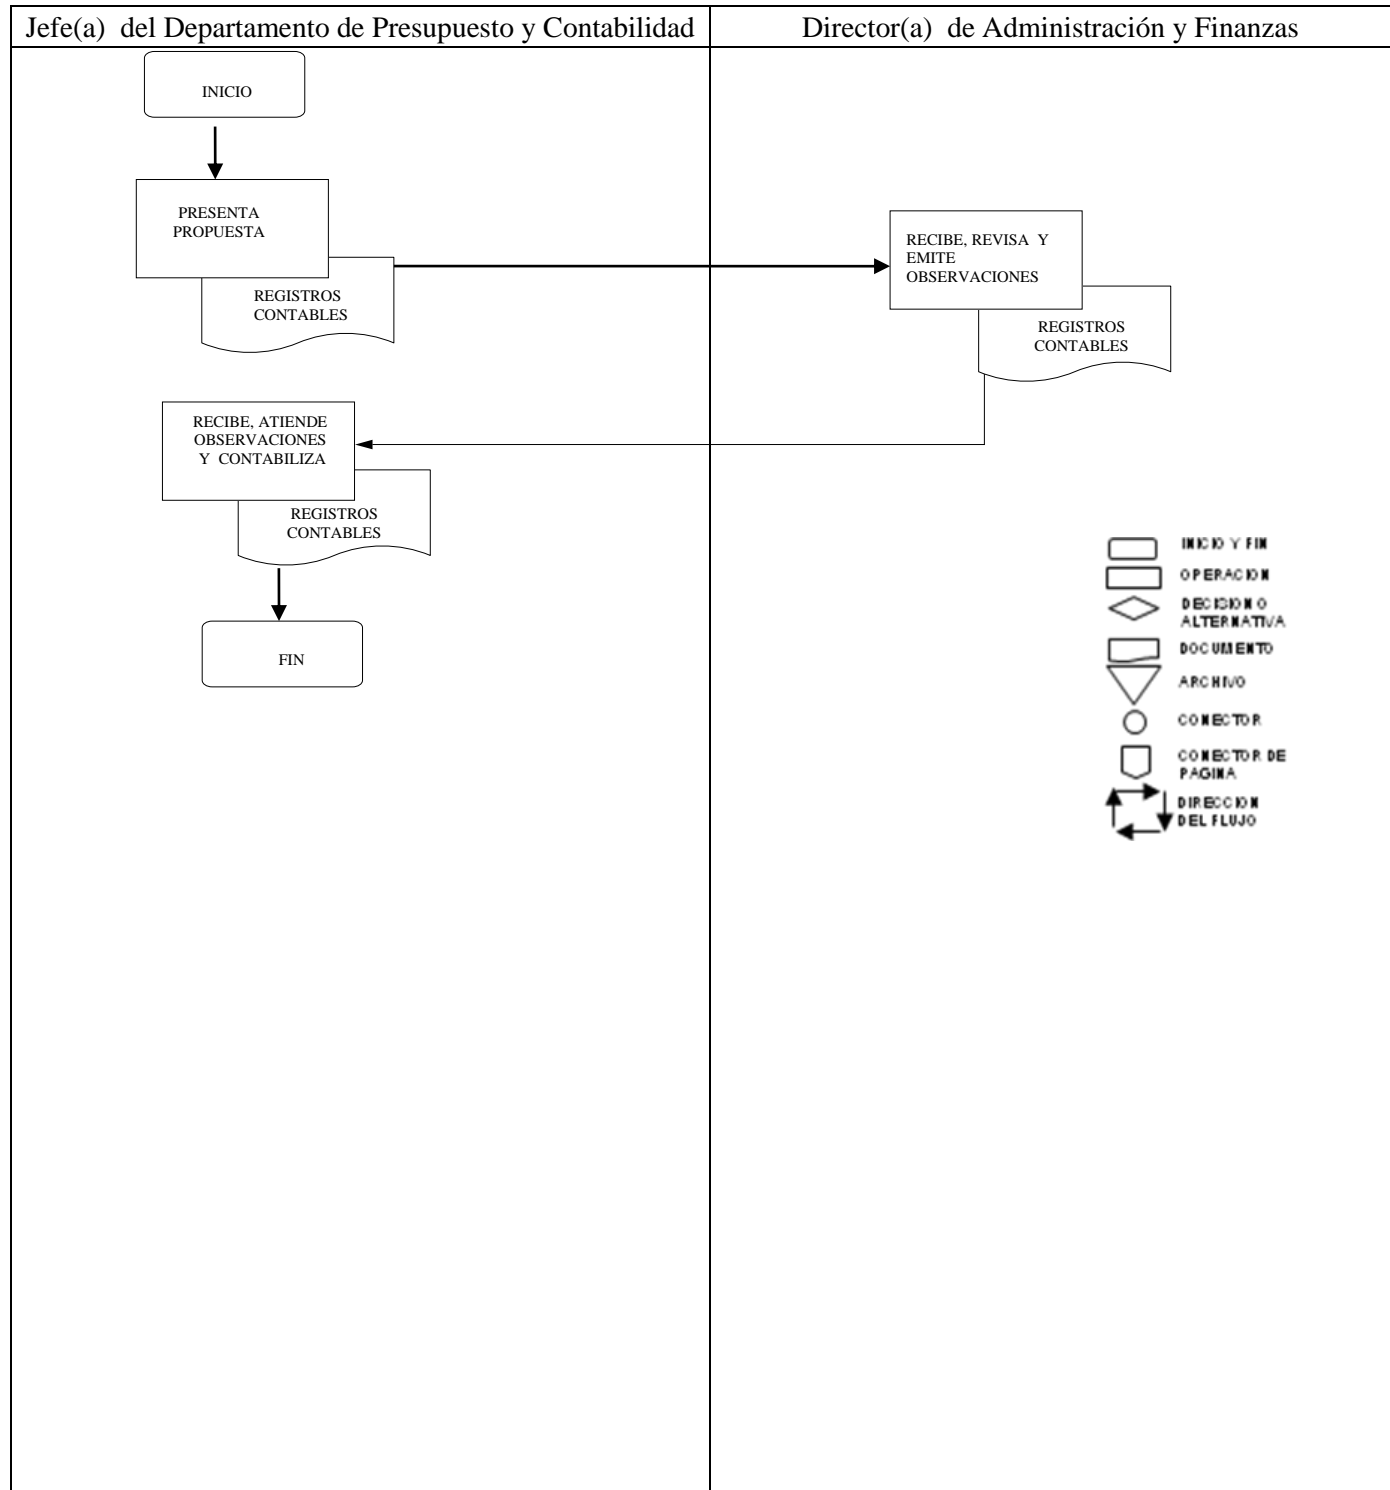 Jefe(a) del Departamento de Presupuesto y Contabilidad
Director(a) de Administración y Finanzas
INICIO
PRESENTA
PROPUESTA
REGISTROS
CONTABLES
RECIBE, REVISA Y
EMITE
OBSERVACIONES
REGISTROS
CONTABLES
RECIBE, ATIENDE
OBSERVACIONES
Y CONTABILIZA
REGISTROS
CONTABLES
FIN
INICIO Y FIN
OPERACION
DECISION O
ALTERNATIVA
DOCUMENTO
ARCHIVO
CONECTOR
CONECTOR DE
PAGINA
DIRECCION
DEL FLUJO